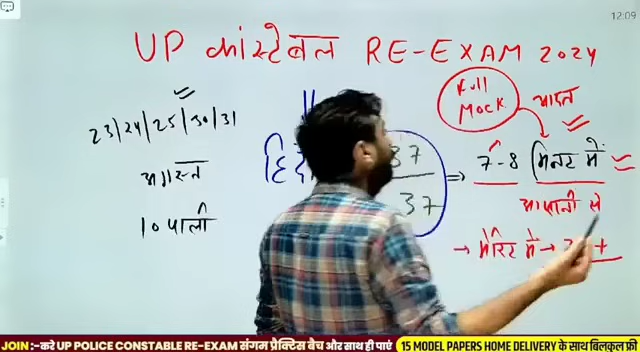 12:09
UP कांस्टेबल RE-EXAM 2024
23/24/25/30/31
अगस्त
10 पाली
37
37
Full
Mock
आदत
7-8 मिनट में
आसानी से
→ मेरिट में →
JOIN :-करे UP POLICE CONSTABLE RE-EXAM संगम प्रैक्टिस बैच और साथ ही पाएं
15 MODEL PAPERS HOME DELIVERY के साथ बिलकुल फ्री